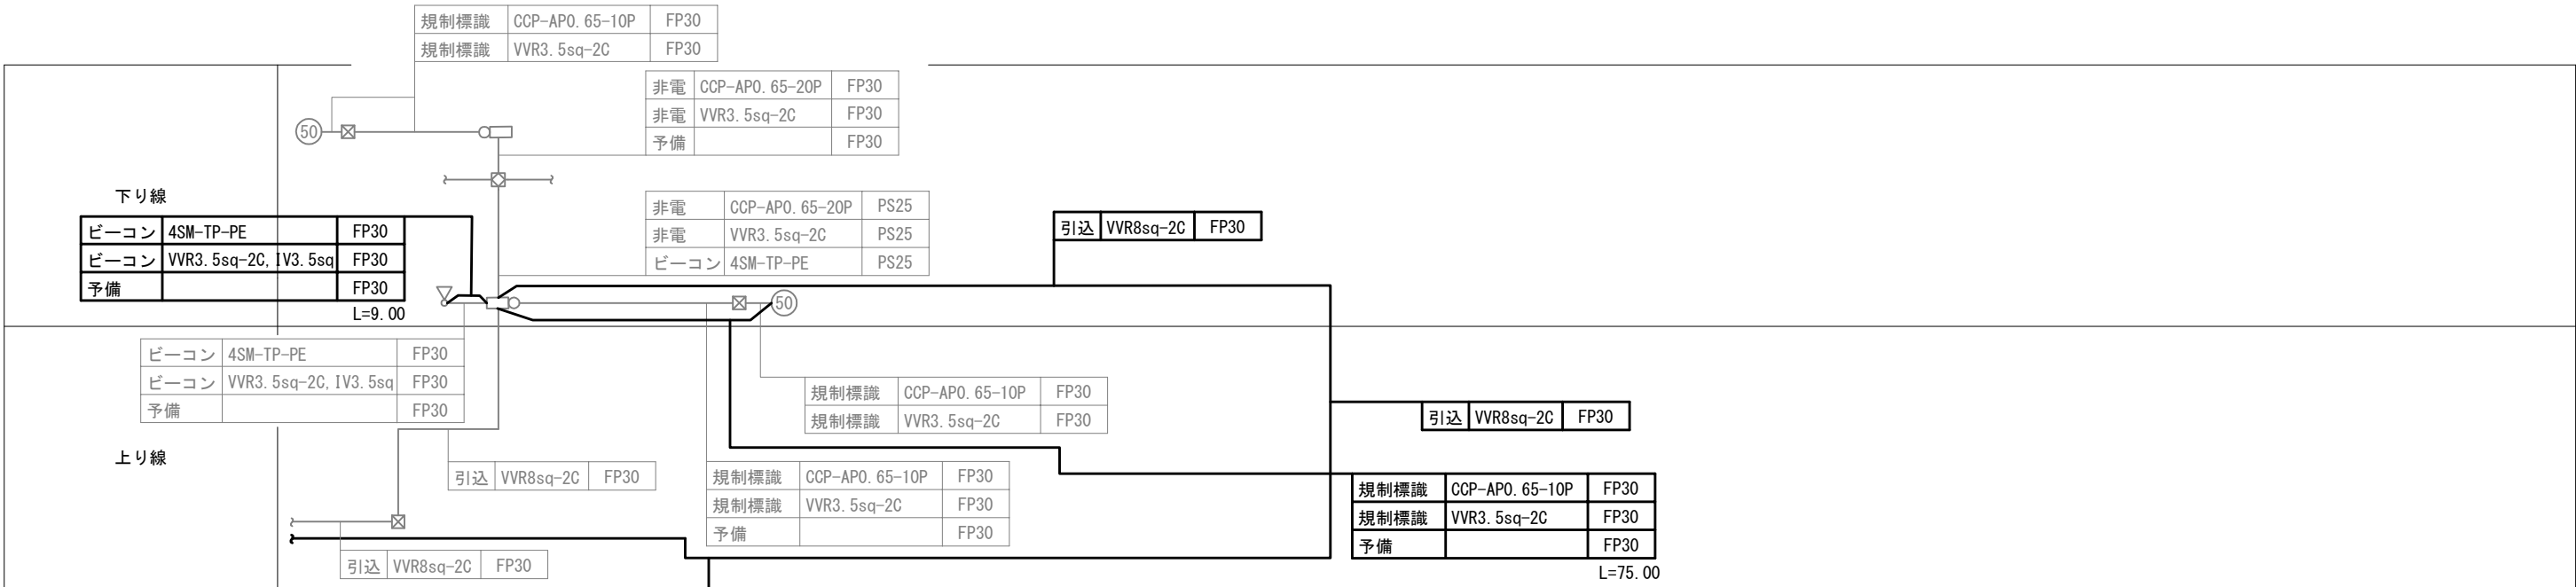 規制標識 CCP-AP0.65-10P FP30
規制標識 VVR3.5sq-2C FP30
非電 CCP-AP0.65-20P FP30
非電 VVR3.5sq-2C FP30
予備 FP30
50
下り線
ビーコン 4SM-TP-PE FP30
ビーコン VVR3.5sq-2C,IV3.5sq FP30
予備 FP30
L=9.00
非電 CCP-AP0.65-20P PS25
非電 VVR3.5sq-2C PS25
ビーコン 4SM-TP-PE PS25
引込 VVR8sq-2C FP30
50
ビーコン 4SM-TP-PE FP30
ビーコン VVR3.5sq-2C,IV3.5sq FP30
予備 FP30
規制標識 CCP-AP0.65-10P FP30
規制標識 VVR3.5sq-2C FP30
引込 VVR8sq-2C FP30
上り線
引込 VVR8sq-2C FP30
規制標識 CCP-AP0.65-10P FP30
規制標識 VVR3.5sq-2C FP30
予備 FP30
規制標識 CCP-AP0.65-10P FP30
規制標識 VVR3.5sq-2C FP30
予備 FP30
L=75.00
引込 VVR8sq-2C FP30